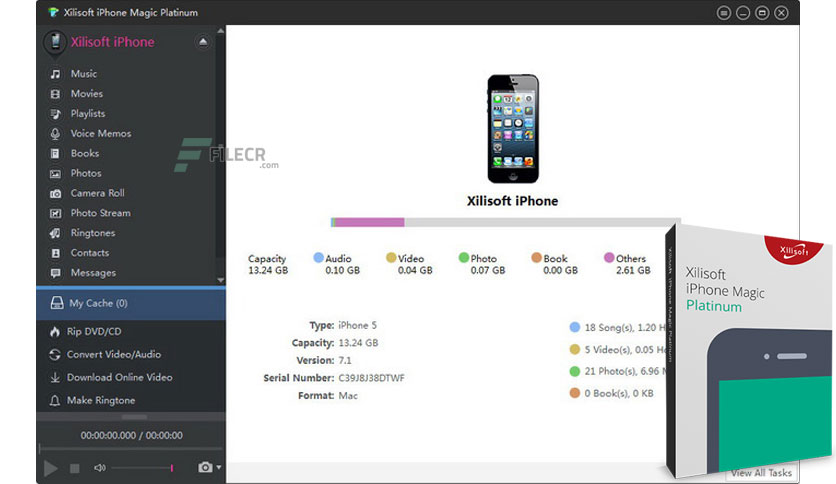 Xilisoft iPhone Magic Platinum
Xilisoft iPhone
Music
Movies
Playlists
Voice Memos
Books
Photos
Camera Roll
Photo Stream
Ringtones
Contacts
Messages
My Cache (0)
Rip DVD/CD
Convert Video/Audio
Download Online Video
Make Ringtone
00:00:00.000 / 00:00:00
FILECR
.com
Xilisoft iPhone
Capacity Audio Video Photo Book Others
13.24 GB 0.10 GB 0.04 GB 0.07 GB 0.00 GB 2.61 GB
Type: iPhone 5
Capacity: 13.24 GB
Version: 7.1
Serial Number: C39J8J38DTWF
Format: Mac
18 Song(s), 1.20 H
5 Video(s), 0.05 H
21 Photo(s), 6.96 M
0 Book(s), 0 KB
View All Tasks
Xilisoft
Xilisoft
iPhone Magic
Platinum
Xilisoft iPhone Magic Platinum